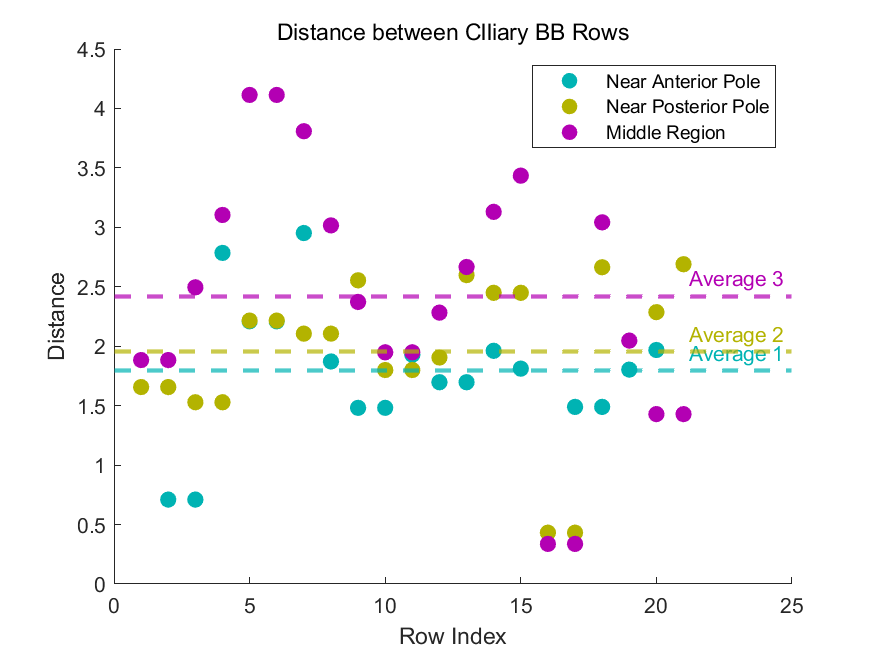 Distance between CIliary BB Rows
4.5
4
3.5
3
2.5
2
1.5
1
0.5
0
Distance
Near Anterior Pole
Near Posterior Pole
Middle Region
Average 3
Average 2
Average 1
0 5 10 15 20 25
Row Index